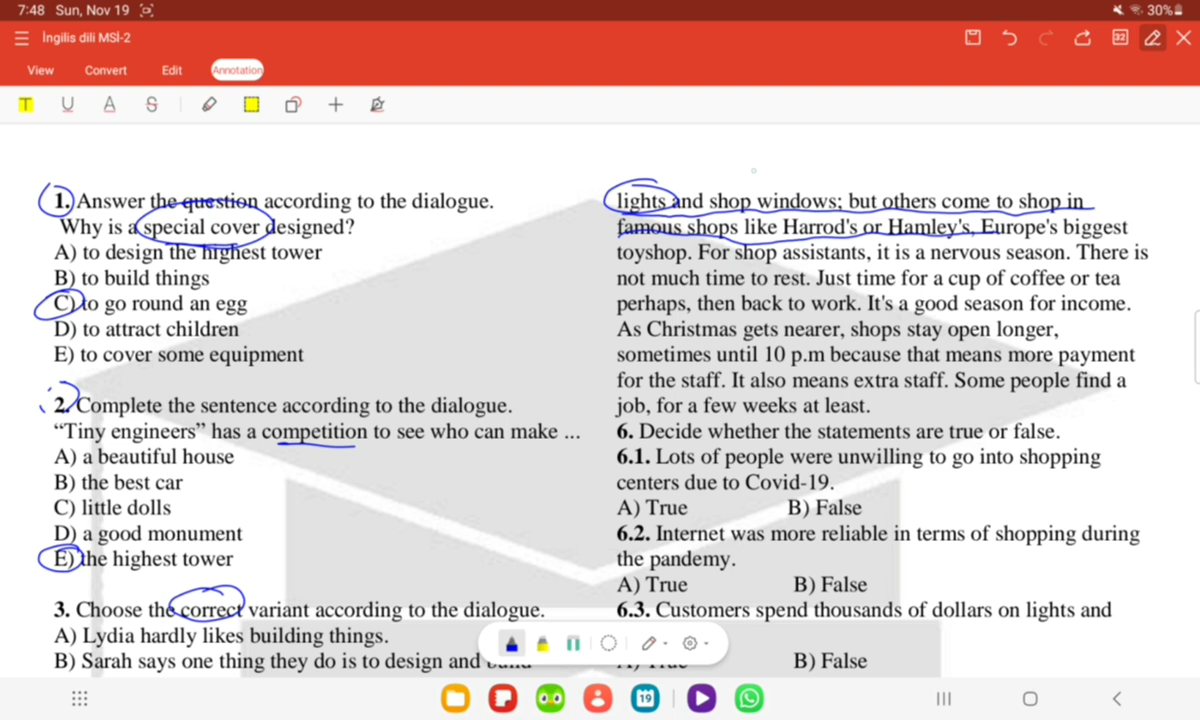 7:48 Sun, Nov 19
30%
İngilis dili MSİ-2
32
View Convert Edit Annotation
T U A S
1. Answer the question according to the dialogue.
Why is a special cover designed?
A) to design the highest tower
B) to build things
C) to go round an egg
D) to attract children
E) to cover some equipment
2. Complete the sentence according to the dialogue.
“Tiny engineers” has a competition to see who can make ...
A) a beautiful house
B) the best car
C) little dolls
D) a good monument
E) the highest tower
3. Choose the correct variant according to the dialogue.
A) Lydia hardly likes building things.
B) Sarah says one thing they do is to design and
lights and shop windows; but others come to shop in
famous shops like Harrod's or Hamley's, Europe's biggest
toyshop. For shop assistants, it is a nervous season. There is
not much time to rest. Just time for a cup of coffee or tea
perhaps, then back to work. It's a good season for income.
As Christmas gets nearer, shops stay open longer,
sometimes until 10 p.m because that means more payment
for the staff. It also means extra staff. Some people find a
job, for a few weeks at least.
6. Decide whether the statements are true or false.
6.1. Lots of people were unwilling to go into shopping
centers due to Covid-19.
A) True B) False
6.2. Internet was more reliable in terms of shopping during
the pandemy.
A) True B) False
6.3. Customers spend thousands of dollars on lights and
B) False
19